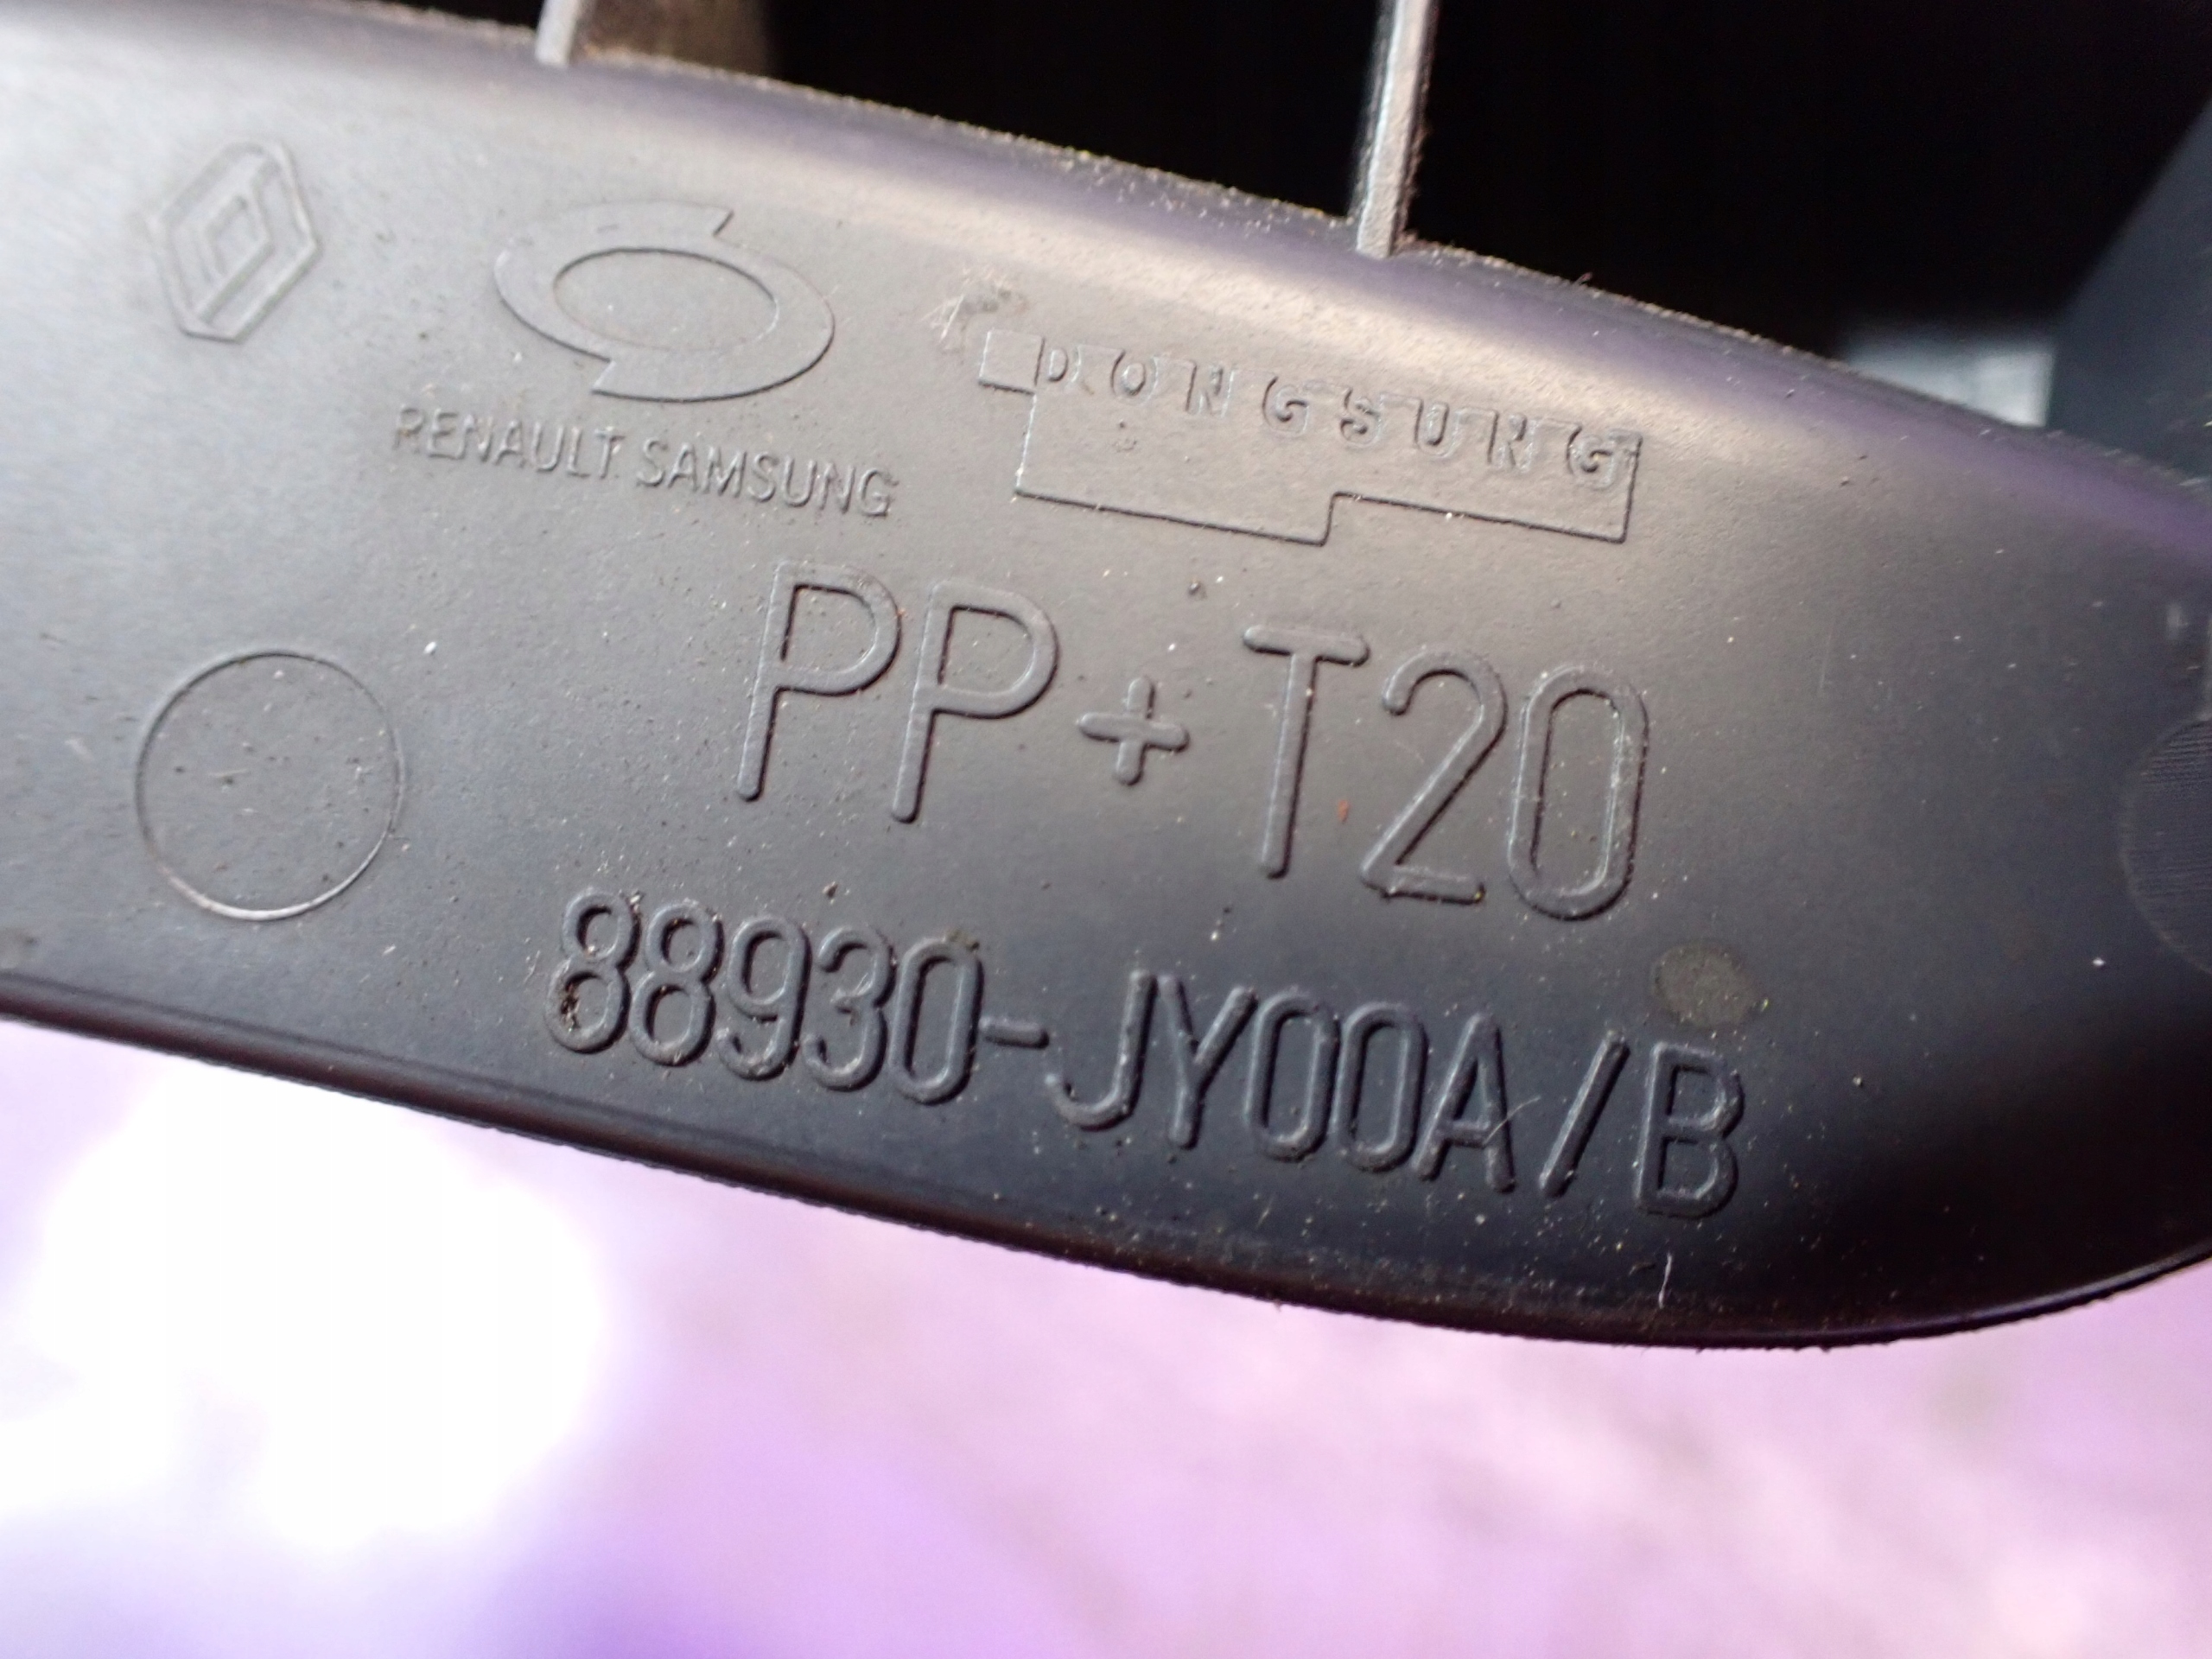 RENAULT SAMSUNG
DONGSUNG
PP+T20
88930-JY00A/B